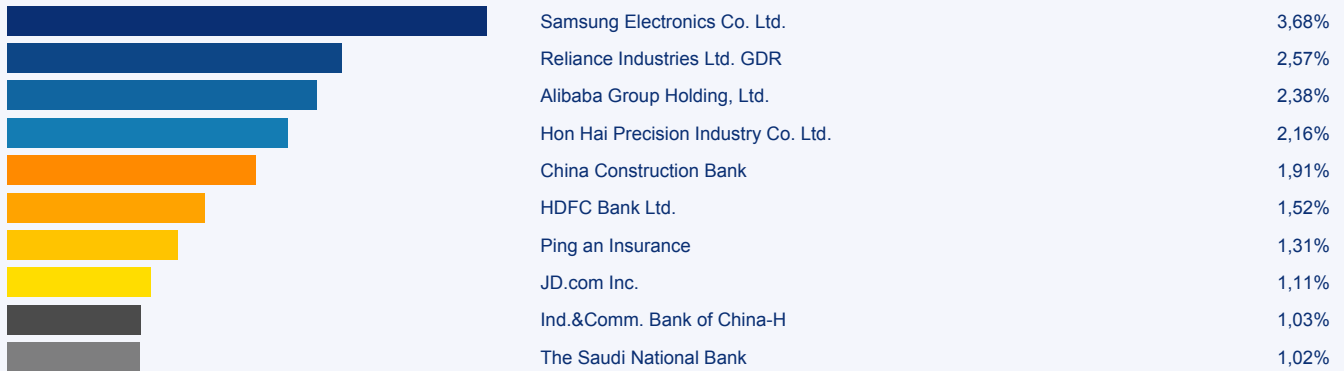 Samsung Electronics Co. Ltd. 3,68%
Reliance Industries Ltd. GDR 2,57%
Alibaba Group Holding, Ltd. 2,38%
Hon Hai Precision Industry Co. Ltd. 2,16%
China Construction Bank 1,91%
HDFC Bank Ltd. 1,52%
Ping an Insurance 1,31%
JD.com Inc. 1,11%
Ind.&Comm. Bank of China-H 1,03%
The Saudi National Bank 1,02%